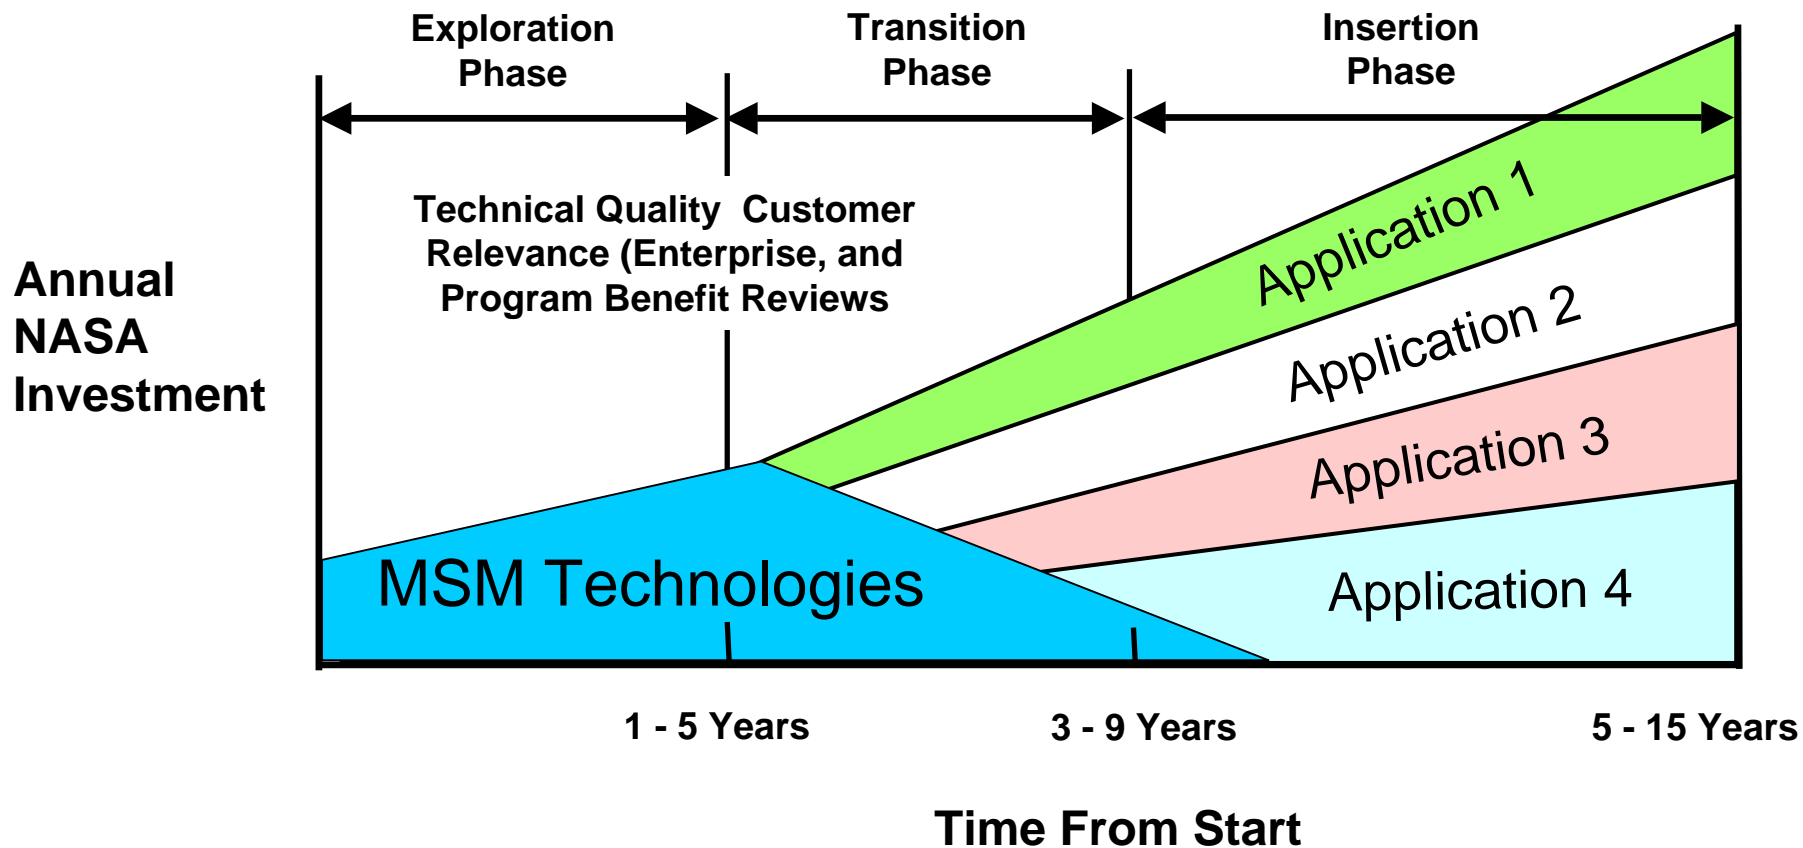 Exploration
Phase
Transition
Phase
Insertion
Phase
Technical Quality  Customer
Relevance (Enterprise, and
Program Benefit Reviews
Annual
NASA
Investment
Application 1
Application 2
Application 3
Application 4
MSM Technologies
1 - 5 Years
3 - 9 Years
5 - 15 Years
Time From Start